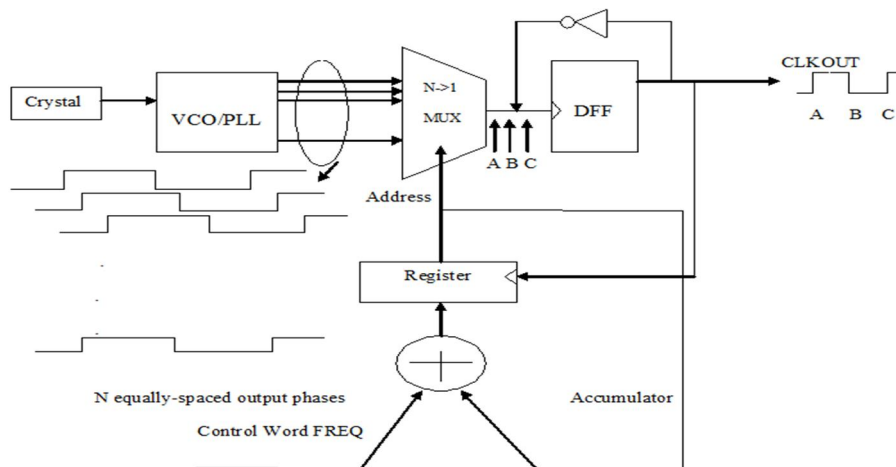 CLKOUT
N->1
Crystal
VCO/PLL
MUX
DFF
A B C
A B C
Address
Register
N equally-spaced output phases
Accumulator
Control Word FREQ